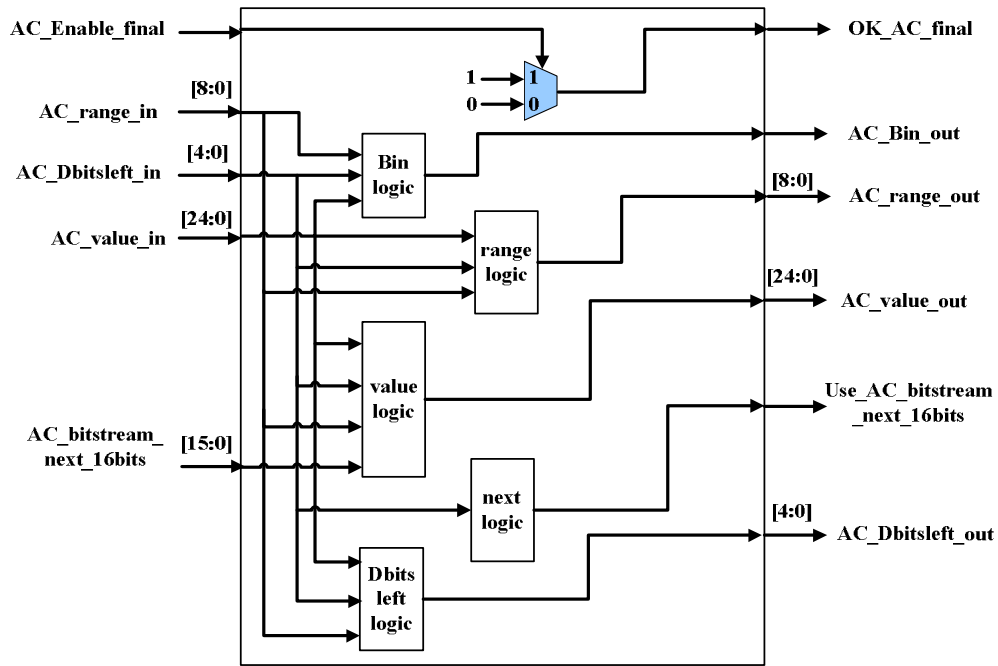 AC_Enable_final
OK_AC_final
1
1
0
0
[8:0]
AC_range_in
AC_Bin_out
[4:0]
AC_Dbitsleft_in
Bin
logic
[8:0]
AC_range_out
[24:0]
AC_value_in
range
logic
[24:0]
AC_value_out
value
logic
Use_AC_bitstream
_next_16bits
AC_bitstream_
next_16bits
[15:0]
next
logic
[4:0]
AC_Dbitsleft_out
Dbits
left
logic